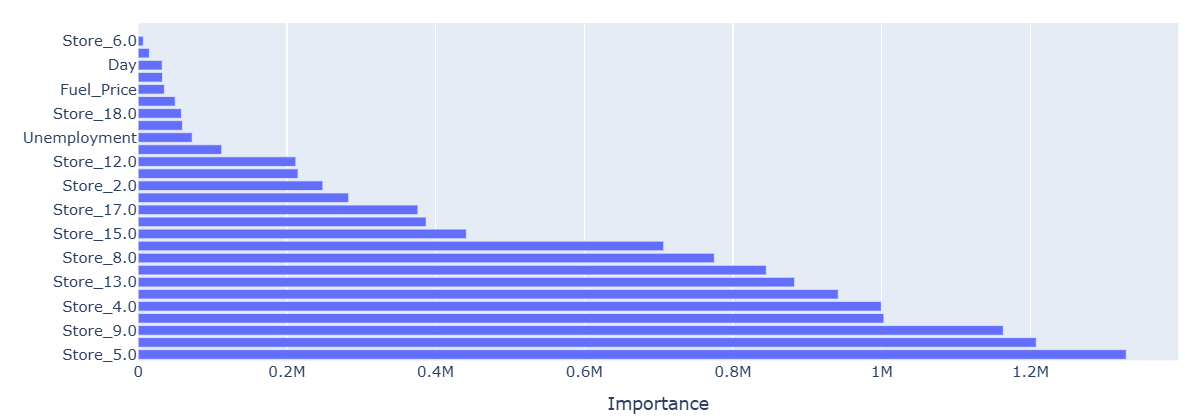 Store_6.0
Day
Fuel_Price
Store_18.0
Unemployment
Store_12.0
Store_2.0
Store_17.0
Store_15.0
Store_8.0
Store_13.0
Store_4.0
Store_9.0
Store_5.0
0 0.2M 0.4M 0.6M 0.8M 1M 1.2M
Importance